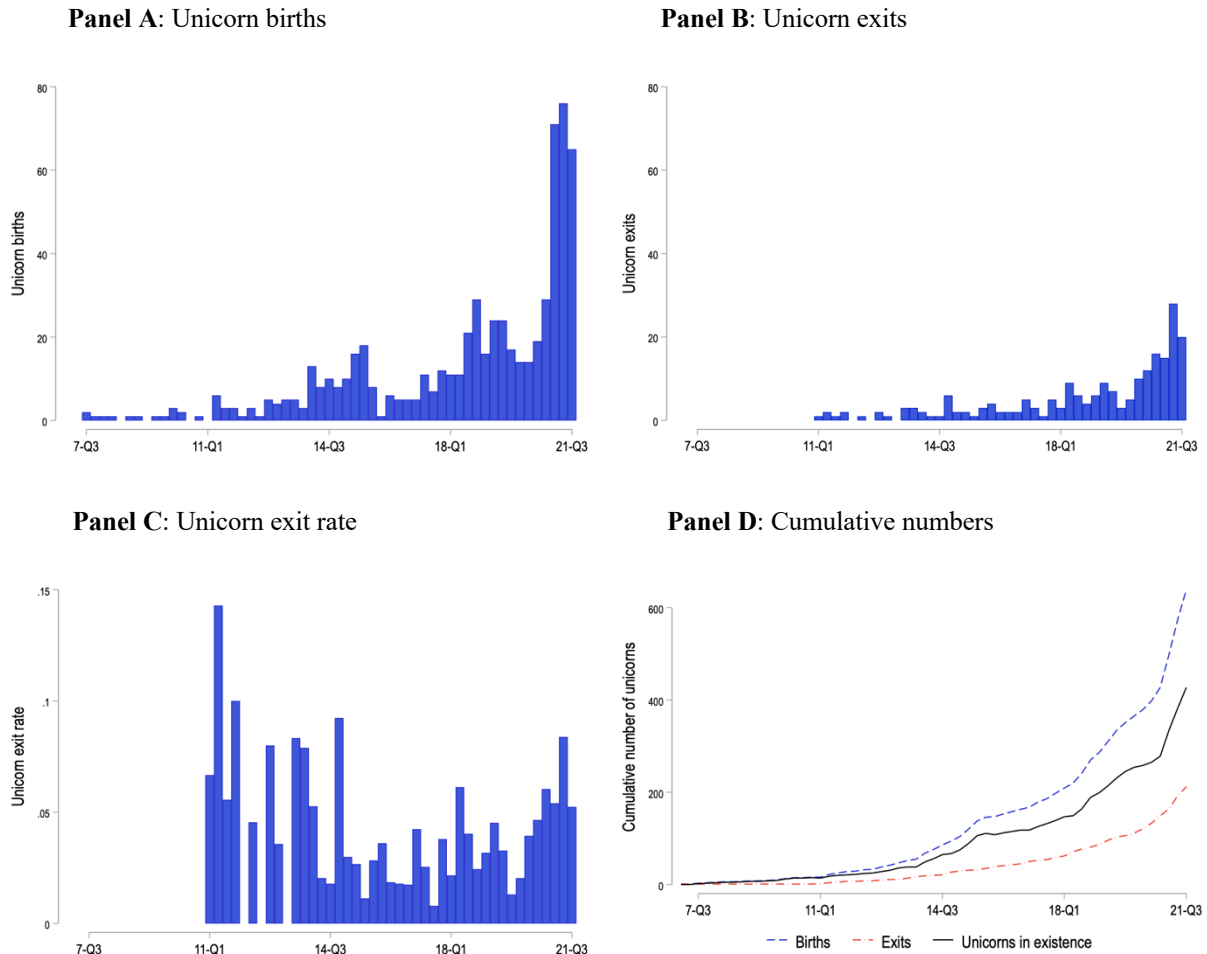 Panel A: Unicorn births
Panel B: Unicorn exits
Unicorn births
80
60
40
20
0
7-Q3
11-Q1
14-Q3
18-Q1
21-Q3
Unicorn exits
80
60
40
20
0
7-Q3
11-Q1
14-Q3
18-Q1
21-Q3
Panel C: Unicorn exit rate
Panel D: Cumulative numbers
Unicorn exit rate
.15
.1
.05
0
7-Q3
11-Q1
14-Q3
18-Q1
21-Q3
Cumulative number of unicorns
600
400
200
0
7-Q3
11-Q1
14-Q3
18-Q1
21-Q3
Births
Exits
Unicorns in existence